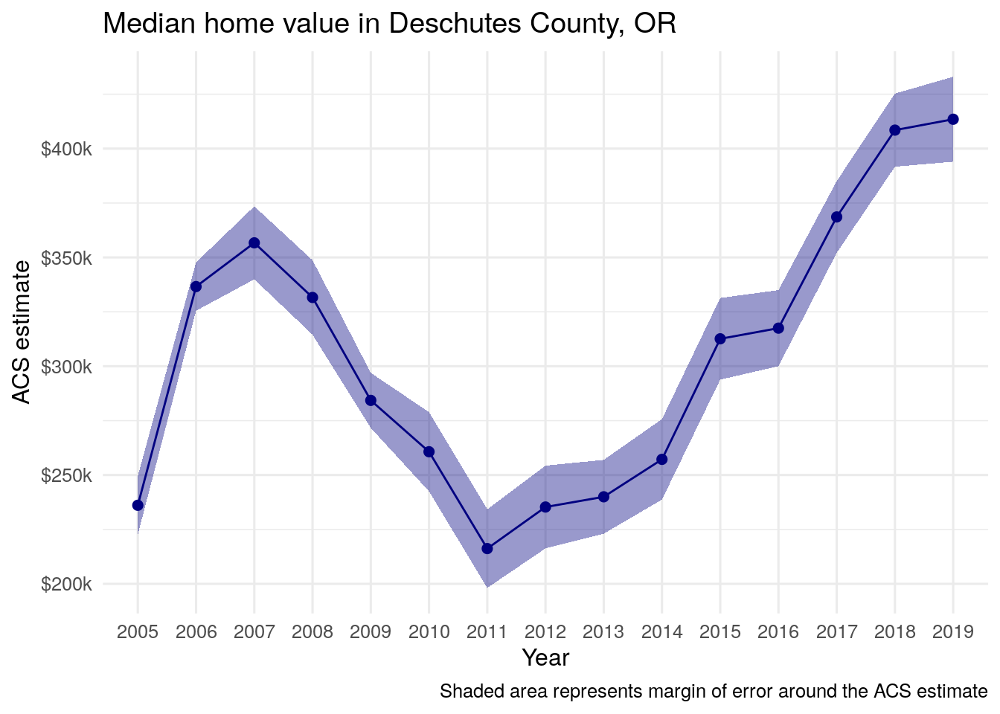 Median home value in Deschutes County, OR
ACS estimate
$400k
$350k
$300k
$250k
$200k
2005 2006 2007 2008 2009 2010 2011 2012 2013 2014 2015 2016 2017 2018 2019
Year
Shaded area represents margin of error around the ACS estimate